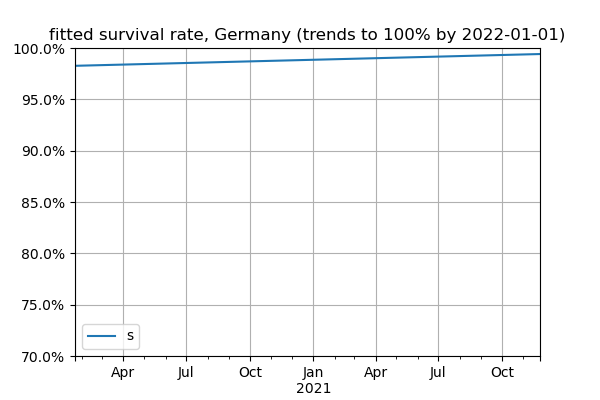 fitted survival rate, Germany (trends to 100% by 2022-01-01)
100.0%
95.0%
90.0%
85.0%
80.0%
75.0%
70.0%
s
Apr Jul Oct Jan Apr Jul Oct
2021